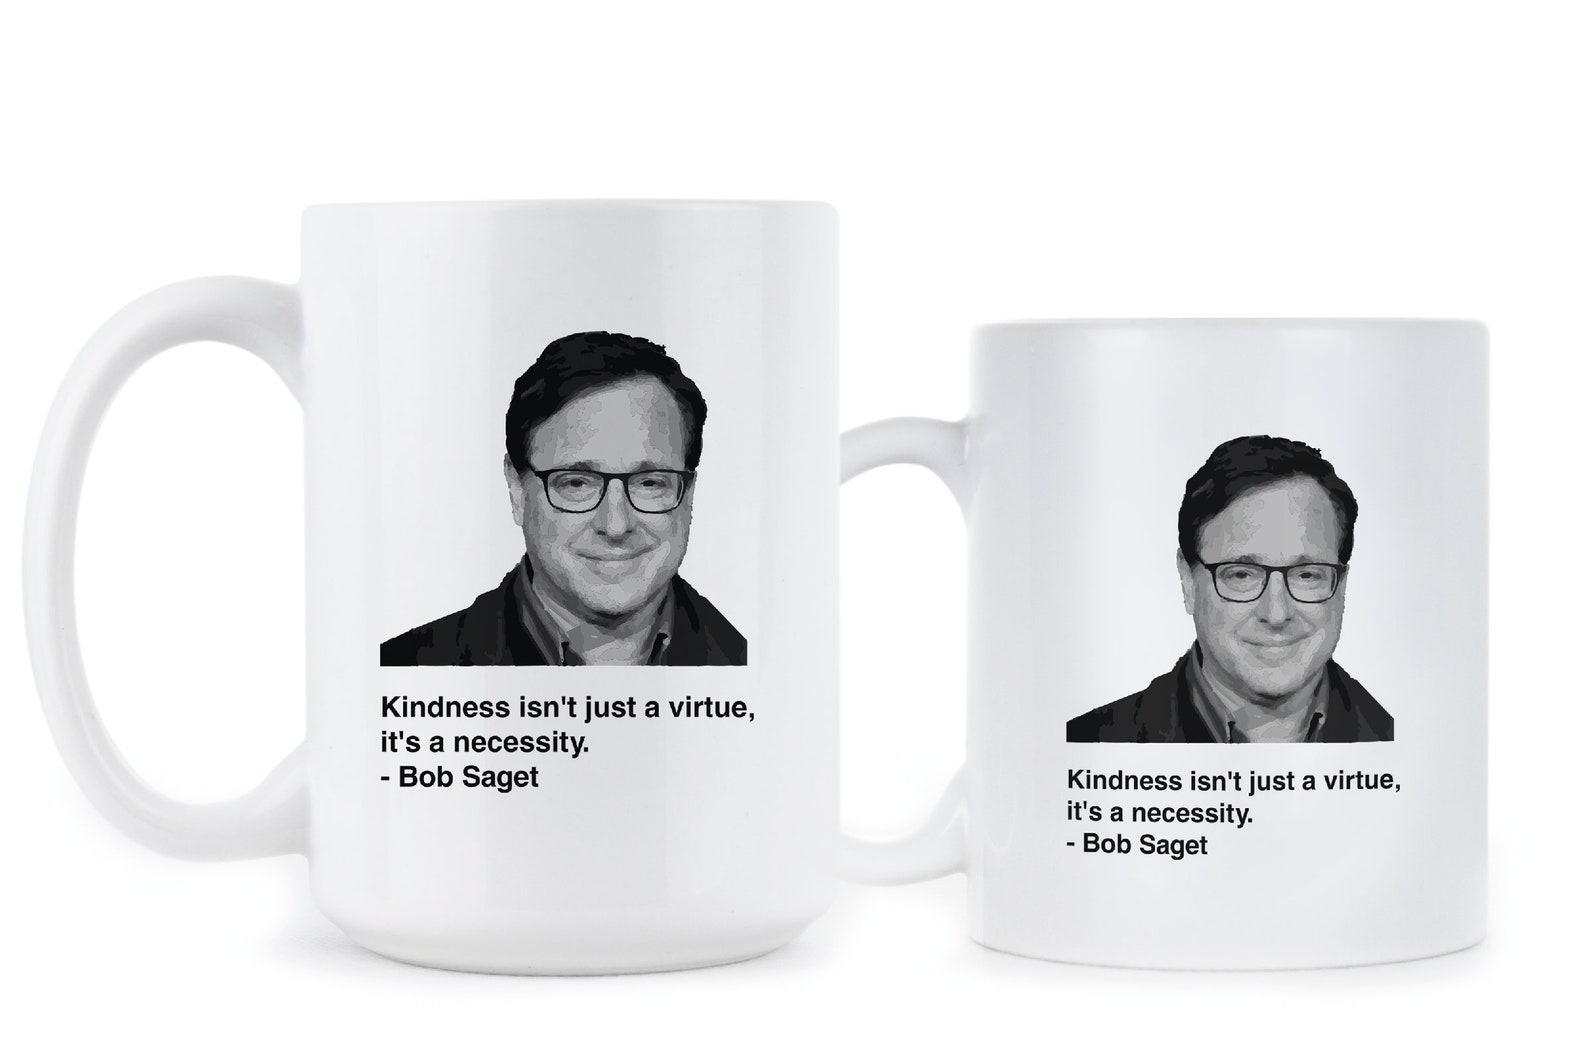 Kindness isn't just a virtue,
it's a necessity.
- Bob Saget
Kindness isn't just a virtue,
it's a necessity.
- Bob Saget